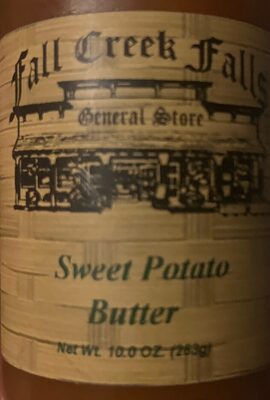 Fall Creek Falls
General Store
Sweet Potato
Butter
Net Wt. 10.0 OZ. (283g)